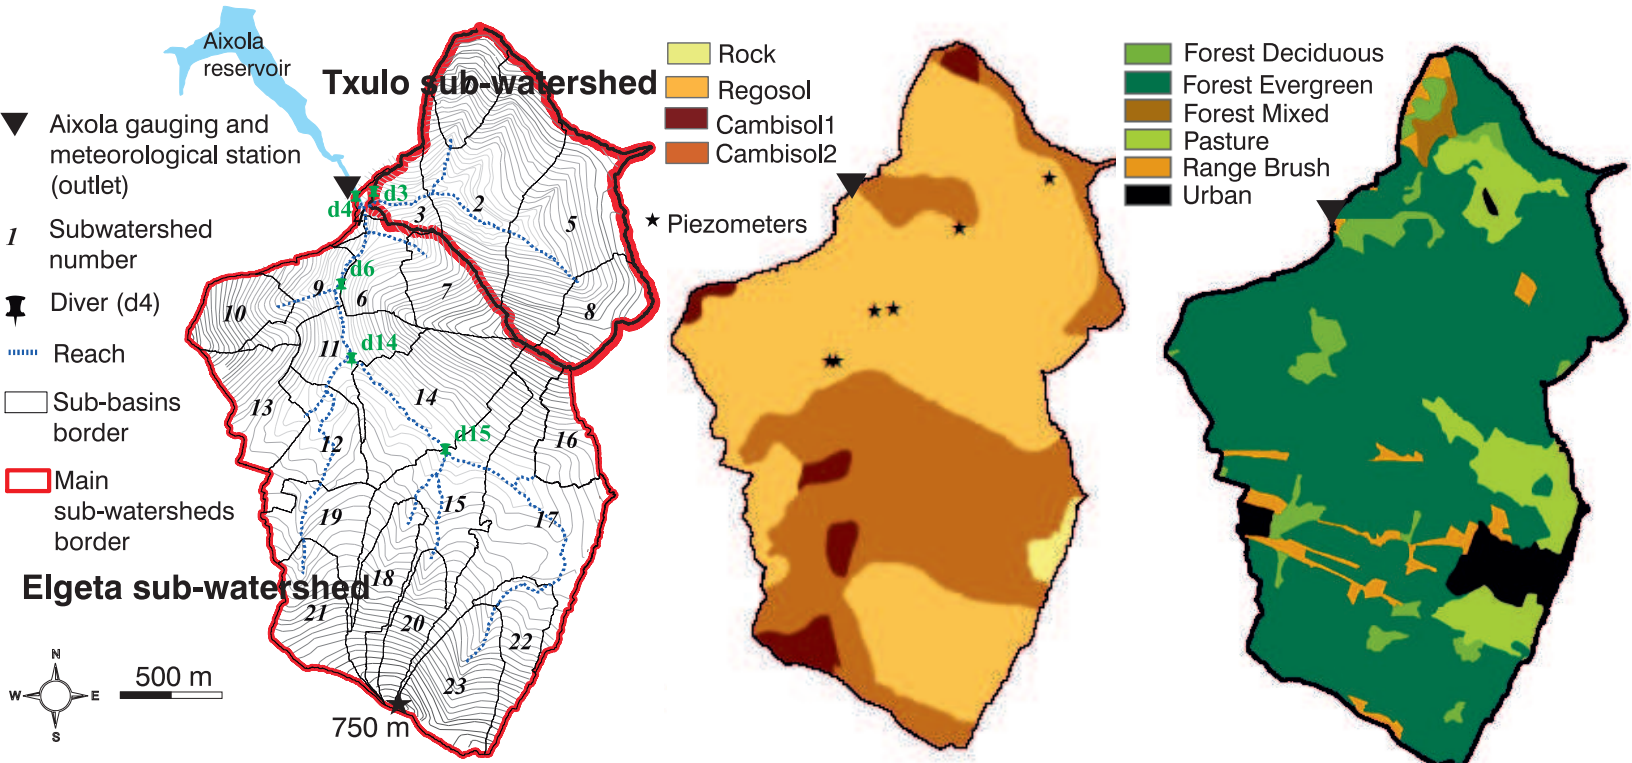 Aixola
reservoir
Txulo sub-watershed
Aixola gauging and
meteorological station
(outlet)
1 Subwatershed
number
Diver (d4)
Reach
Sub-basins
border
Main
sub-watersheds
border
Elgeta sub-watershed
N
W E
S
500 m
750 m
d4
d3
d6
d14
d15
4
3
2
5
10
9
6
7
8
11
13
14
12
16
19
15
17
18
21
20
22
23
Rock
Regosol
Cambisol1
Cambisol2
Piezometers
Forest Deciduous
Forest Evergreen
Forest Mixed
Pasture
Range Brush
Urban